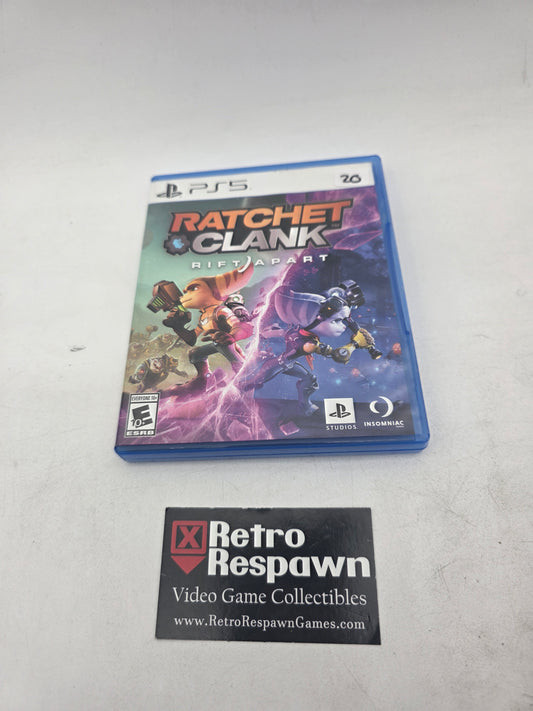 PS5
20
RATCHET
CLANK
RIFT APART
EVERYONE 10+
E
10+
ESRB
STUDIOS
INSOMNIAC
Retro
Respawn
Video Game Collectibles
www.RetroRespawnGames.com